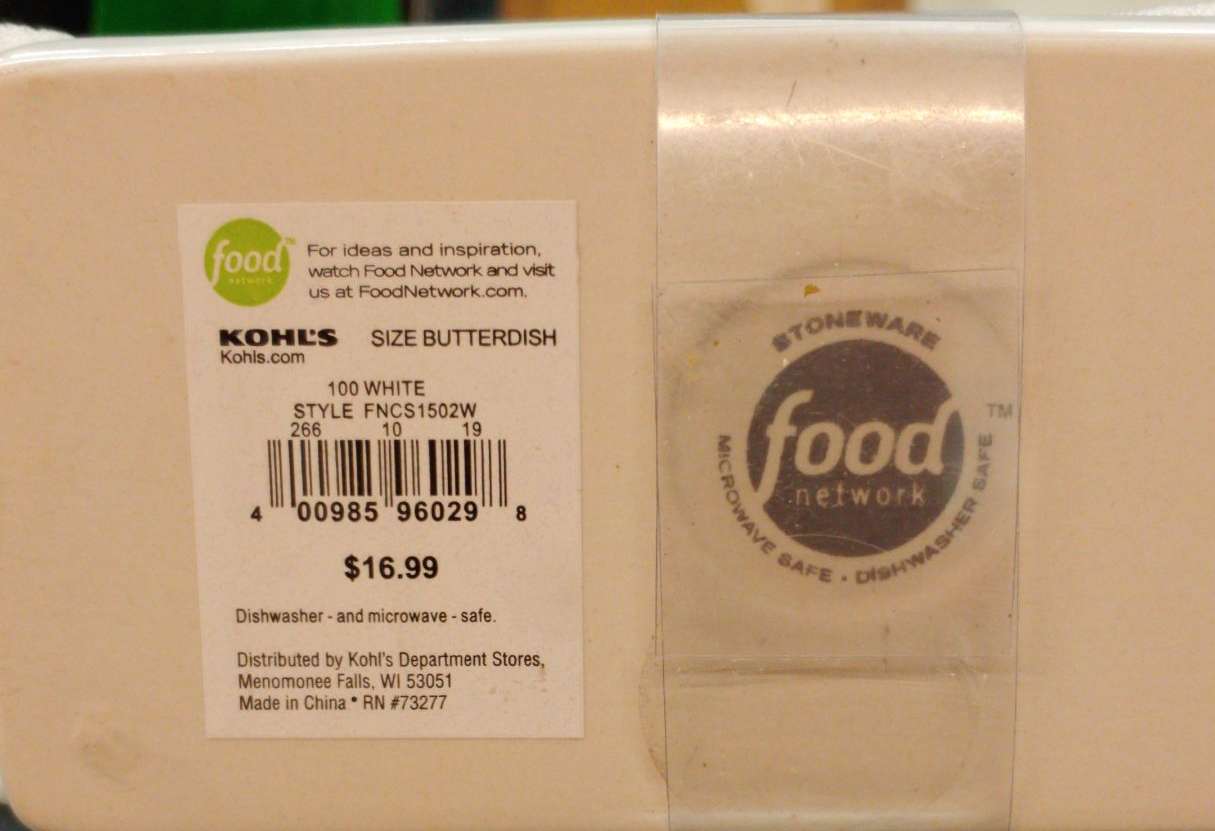 food™
network
For ideas and inspiration,
watch Food Network and visit
us at FoodNetwork.com.
KOHL'S SIZE BUTTERDISH
Kohls.com
100 WHITE
STYLE FNCS1502W
266 10 19
4 00985 96029 8
$16.99
Dishwasher - and microwave - safe.
Distributed by Kohl's Department Stores,
Menomonee Falls, WI 53051
Made in China • RN #73277
STONEWARE
food
network
TM
MICROWAVE SAFE · DISHWASHER SAFE